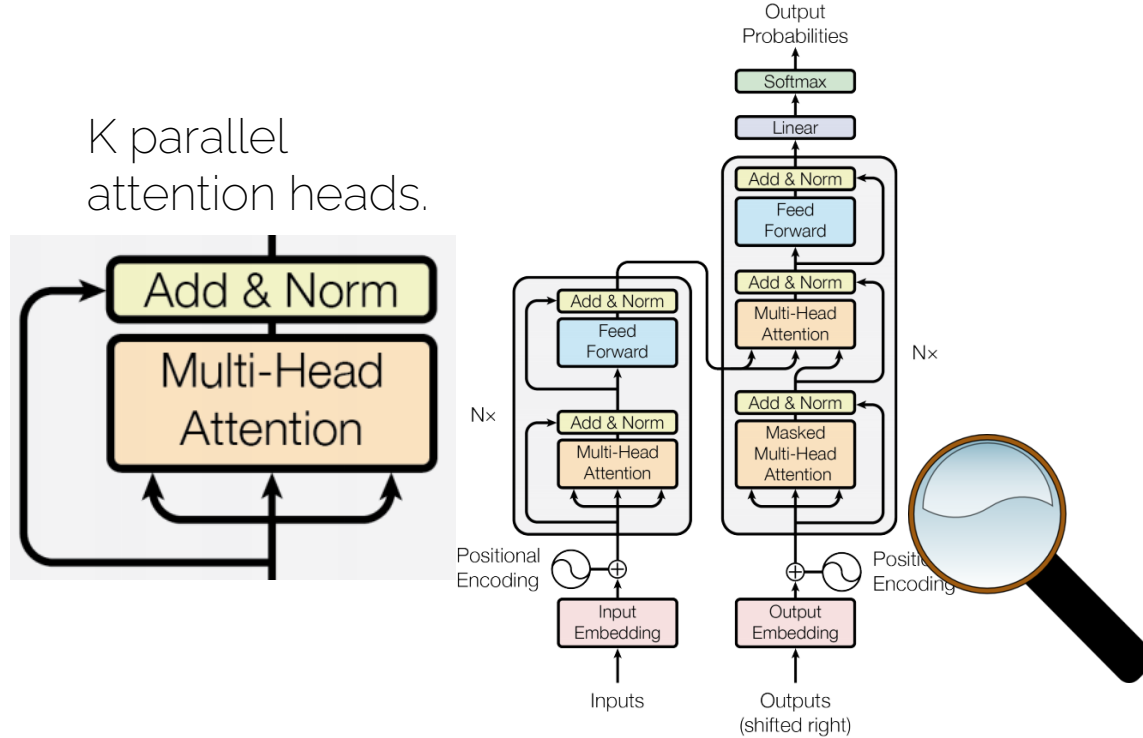 K parallel
attention heads.
Add & Norm
Multi-Head
Attention
Output
Probabilities
Softmax
Linear
Add & Norm
Feed
Forward
Add & Norm
Multi-Head
Attention
Nx
Add & Norm
Masked
Multi-Head
Attention
Add & Norm
Feed
Forward
Nx
Add & Norm
Multi-Head
Attention
Positional
Encoding
Input
Embedding
Inputs
Encoding
Output
Embedding
Outputs
(shifted right)